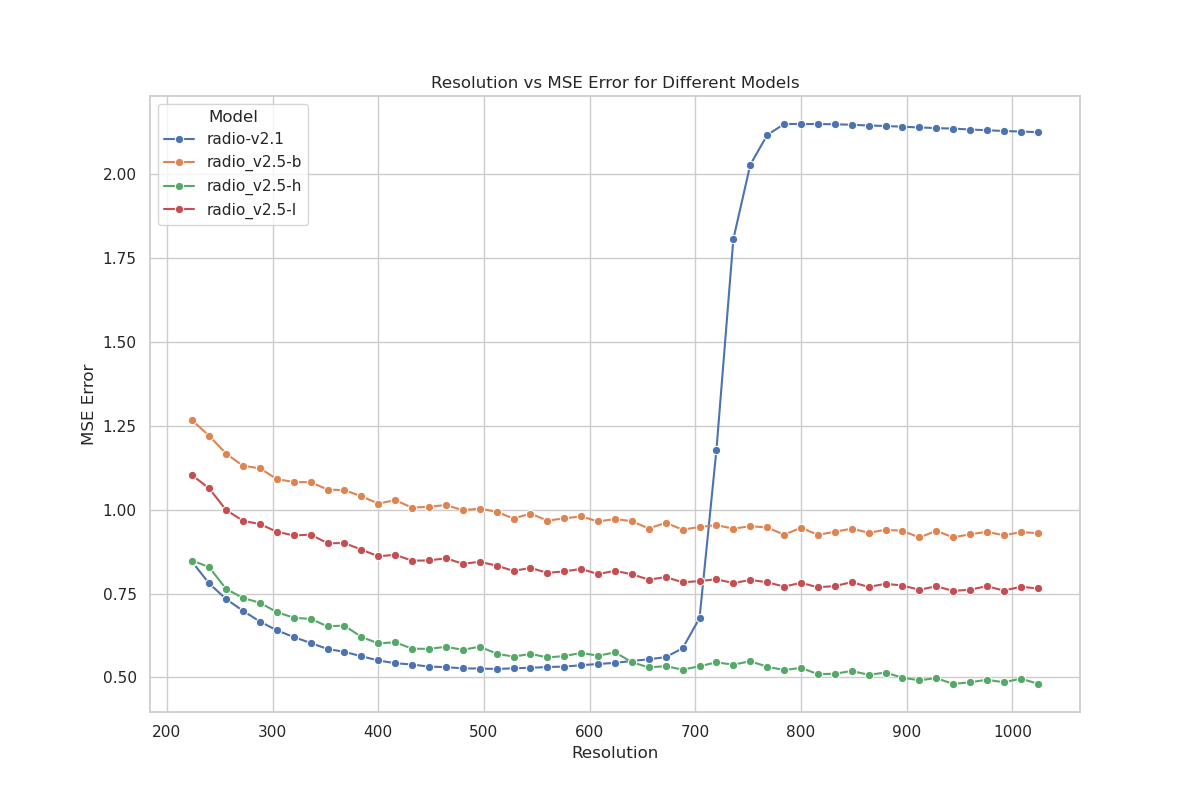 Resolution vs MSE Error for Different Models
Model
radio-v2.1
radio_v2.5-b
radio_v2.5-h
radio_v2.5-l
MSE Error
2.00
1.75
1.50
1.25
1.00
0.75
0.50
200 300 400 500 600 700 800 900 1000
Resolution